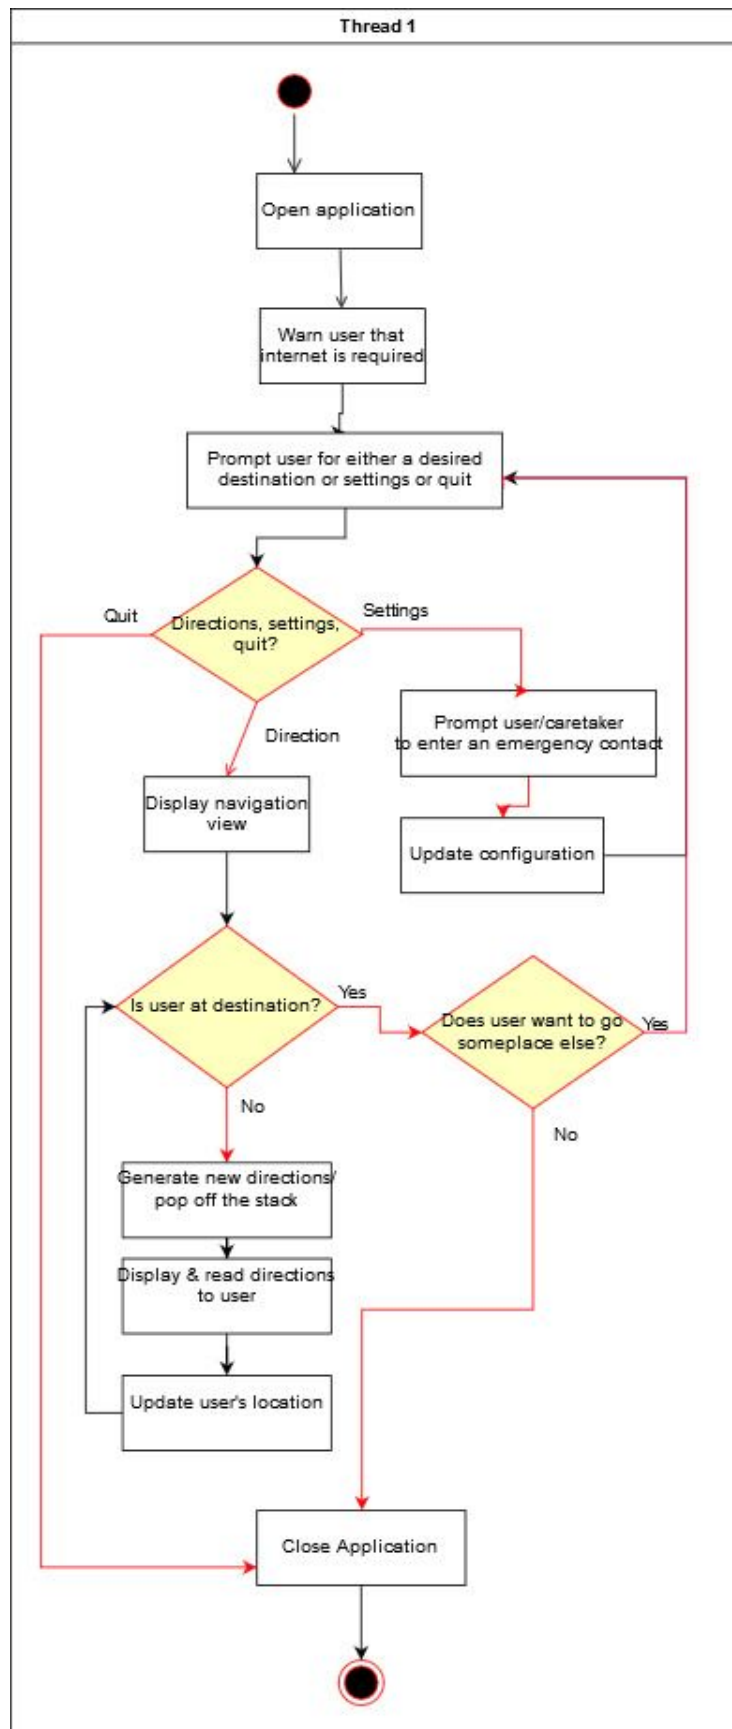 Thread 1
Open application
Warn user that
internet is required
Prompt user for either a desired
destination or settings or quit
Quit
Directions, settings,
quit?
Settings
Direction
Prompt user/caretaker
to enter an emergency contact
Display navigation
view
Update configuration
Is user at destination?
Yes
Does user want to go
someplace else?
Yes
No
No
Generate new directions/
pop off the stack
Display & read directions
to user
Update user's location
Close Application